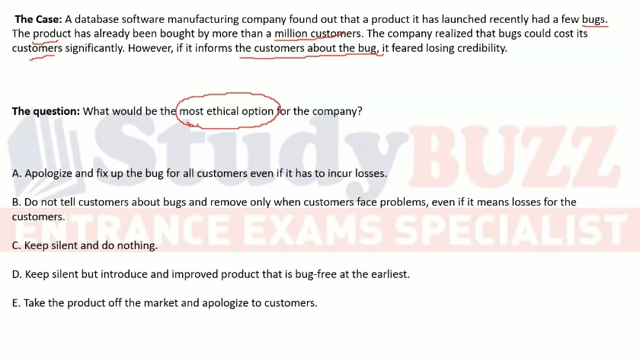 The Case: A database software manufacturing company found out that a product it has launched recently had a few bugs.
The product has already been bought by more than a million customers. The company realized that bugs could cost its
customers significantly. However, if it informs the customers about the bug, it feared losing credibility.
The question: What would be the most ethical option for the company?
StudyBUZZ
ENTRANCE EXAMS SPECIALIST
A. Apologize and fix up the bug for all customers even if it has to incur losses.
B. Do not tell customers about bugs and remove only when customers face problems, even if it means losses for the
customers.
C. Keep silent and do nothing.
D. Keep silent but introduce and improved product that is bug-free at the earliest.
E. Take the product off the market and apologize to customers.